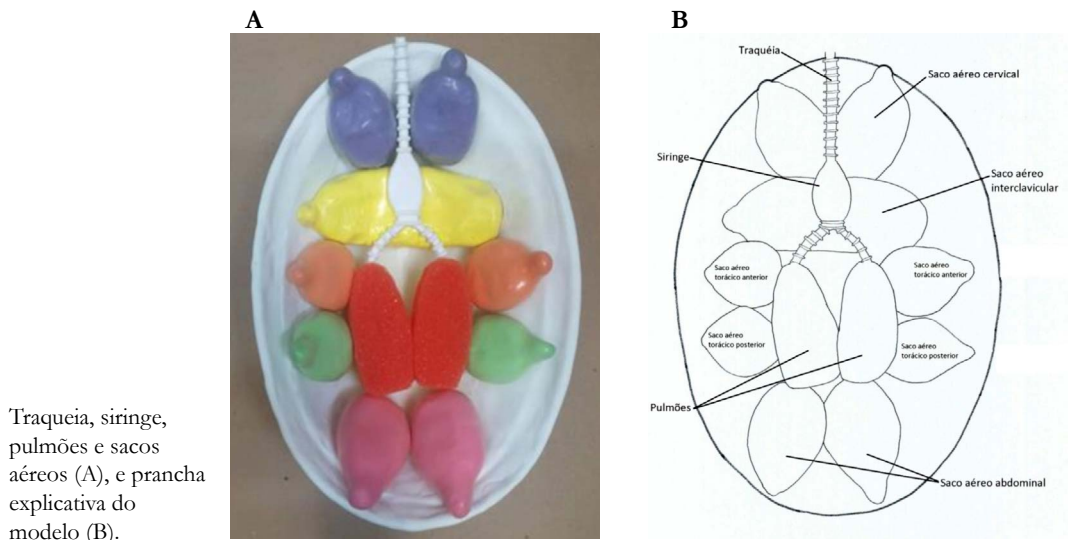 A
B
Traquéia
Saco aéreo cervical
Siringe
Saco aéreo
interclavicular
Saco aéreo
torácico anterior
Saco aéreo
torácico anterior
Saco aéreo
torácico posterior
Saco aéreo
torácico posterior
Pulmões
Saco aéreo abdominal
Traqueia, siringe,
pulmões e sacos
aéreos (A), e prancha
explicativa do
modelo (B).